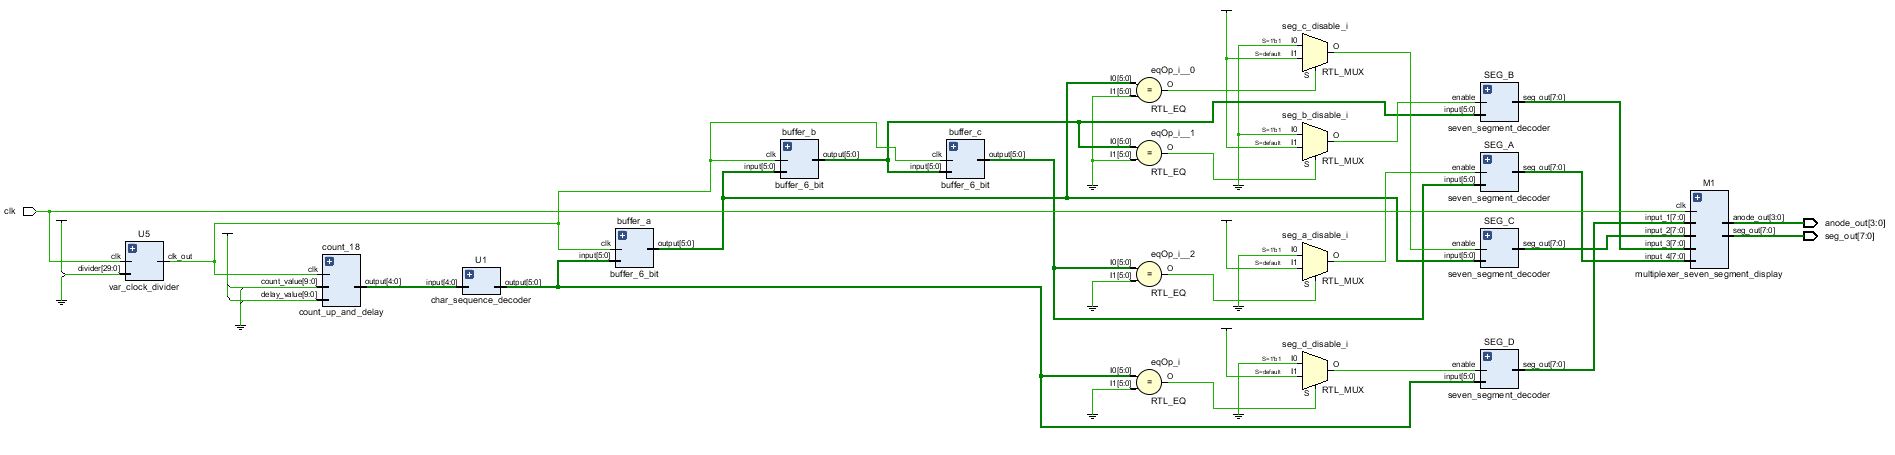 clk
U5
clk
divider[29:0]
clk_out
var_clock_divider
count_18
clk
count_value[9:0]
delay_value[9:0]
output[4:0]
count_up_and_delay
U1
input[4:0]
output[5:0]
char_sequence_decoder
buffer_a
clk
input[5:0]
output[5:0]
buffer_6_bit
buffer_b
clk
input[5:0]
output[5:0]
buffer_6_bit
buffer_c
clk
input[5:0]
output[5:0]
buffer_6_bit
eqOp_i__0
I0[5:0]
I1[5:0]
O
=
RTL_EQ
eqOp_i__1
I0[5:0]
I1[5:0]
O
=
RTL_EQ
eqOp_i__2
I0[5:0]
I1[5:0]
O
=
RTL_EQ
eqOp_i
I0[5:0]
I1[5:0]
O
=
RTL_EQ
seg_c_disable_i
S=1'b1 I0
S=default I1
O
S
RTL_MUX
seg_b_disable_i
S=1'b1 I0
S=default I1
O
S
RTL_MUX
seg_a_disable_i
S=1'b1 I0
S=default I1
O
S
RTL_MUX
seg_d_disable_i
S=1'b1 I0
S=default I1
O
S
RTL_MUX
SEG_B
enable
input[5:0]
seg_out[7:0]
seven_segment_decoder
SEG_A
enable
input[5:0]
seg_out[7:0]
seven_segment_decoder
SEG_C
enable
input[5:0]
seg_out[7:0]
seven_segment_decoder
SEG_D
enable
input[5:0]
seg_out[7:0]
seven_segment_decoder
M1
clk
input_1[7:0]
input_2[7:0]
input_3[7:0]
input_4[7:0]
anode_out[3:0]
seg_out[7:0]
multiplexer_seven_segment_display
anode_out[3:0]
seg_out[7:0]